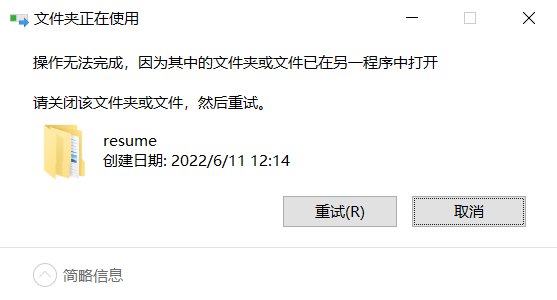 文件夹正在使用
操作无法完成，因为其中的文件夹或文件已在另一程序中打开
请关闭该文件夹或文件，然后重试。
resume
创建日期: 2022/6/11 12:14
重试(R)
取消
简略信息